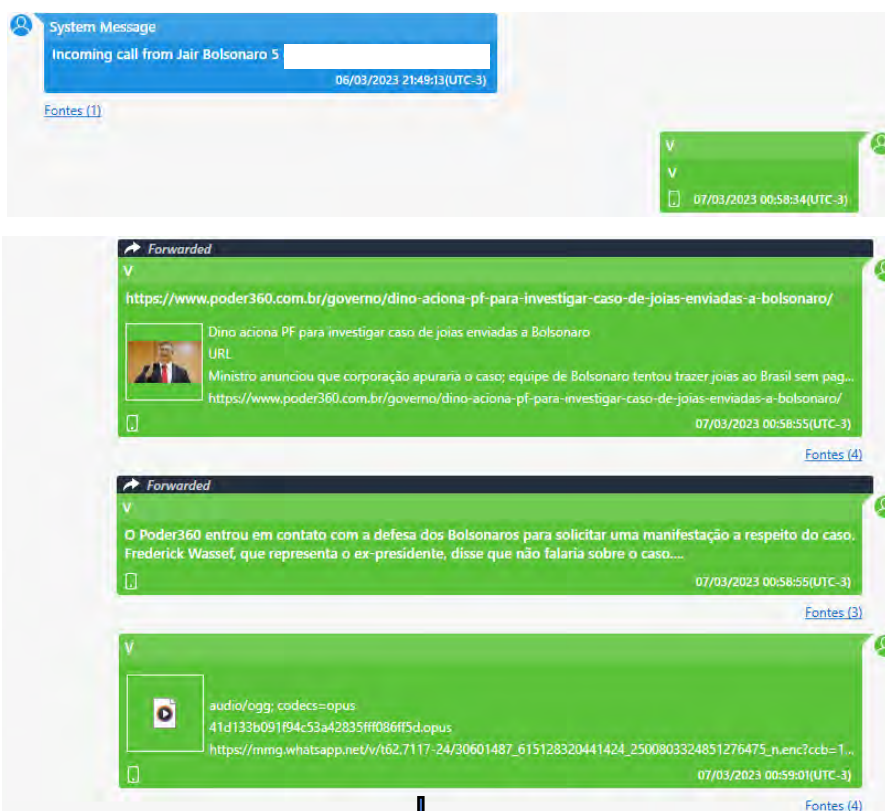 System Message
Incoming call from Jair Bolsonaro 5
06/03/2023 21:49:13(UTC-3)
Fontes (1)
V
V
07/03/2023 00:58:34(UTC-3)
Forwarded
V
https://www.poder360.com.br/governo/dino-aciona-pf-para-investigar-caso-de-joias-enviadas-a-bolsonaro/
Dino aciona PF para investigar caso de joias enviadas a Bolsonaro
URL
Ministro anunciou que corporação apuraria o caso; equipe de Bolsonaro tentou trazer joias ao Brasil sem pag...
https://www.poder360.com.br/governo/dino-aciona-pf-para-investigar-caso-de-joias-enviadas-a-bolsonaro/
07/03/2023 00:58:55(UTC-3)
Fontes (4)
Forwarded
V
O Poder360 entrou em contato com a defesa dos Bolsonaros para solicitar uma manifestação a respeito do caso.
Frederick Wassef, que representa o ex-presidente, disse que não falaria sobre o caso....
07/03/2023 00:58:55(UTC-3)
Fontes (3)
V
audio/ogg; codecs=opus
41d133b091f94c53a42835fff086ff5d.opus
https://mmg.whatsapp.net/v/t62.7117-24/30601487_615128320441424_2500803324851276475_n.enc?ccb=1...
07/03/2023 00:59:01(UTC-3)
Fontes (4)